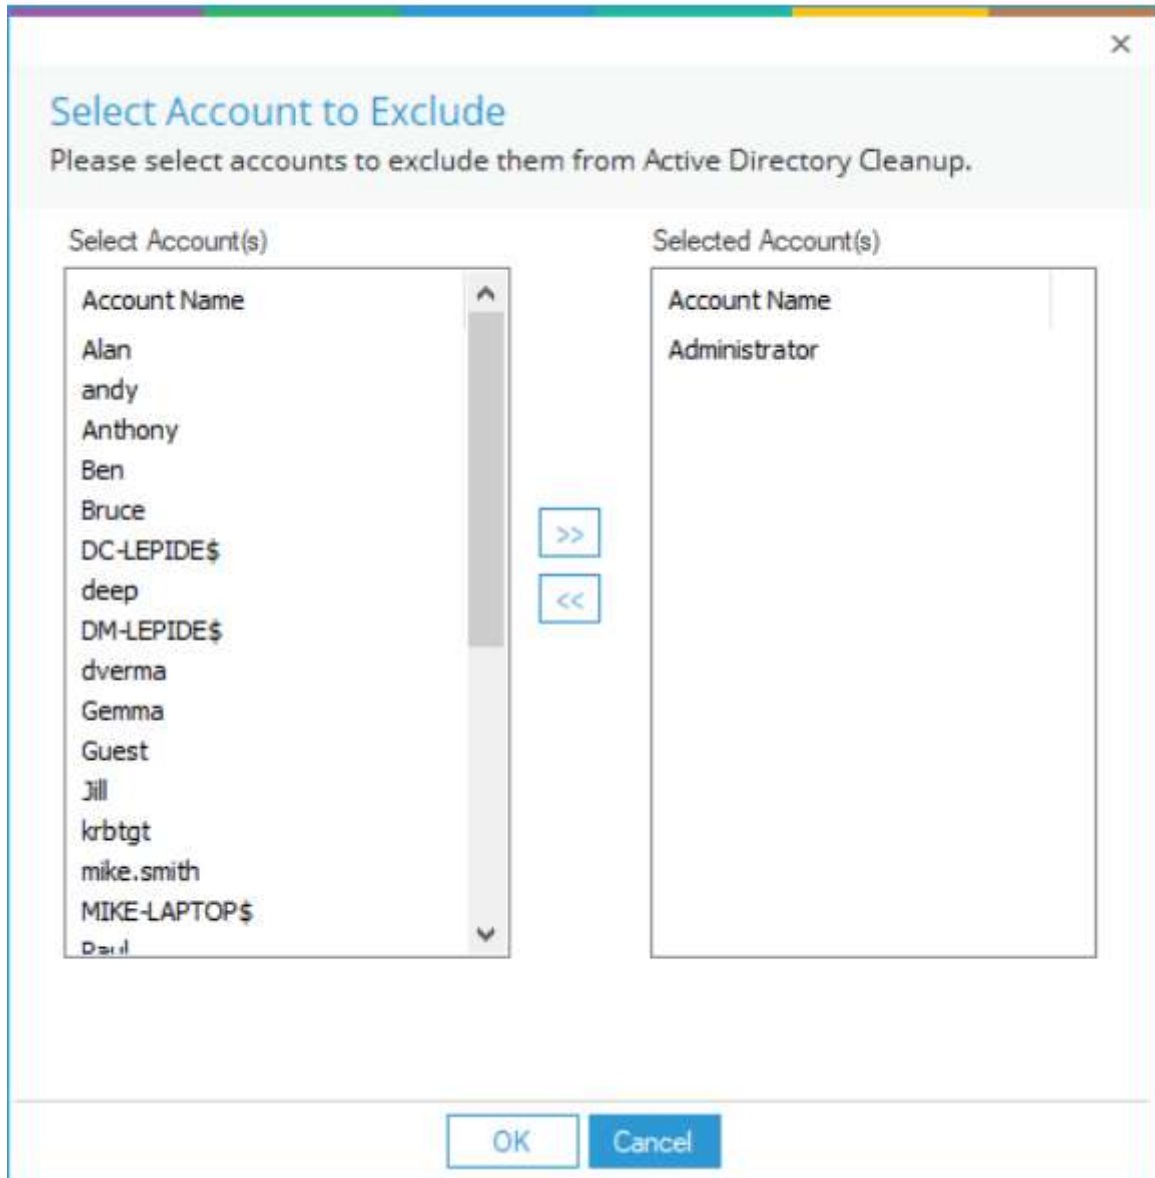 Select Account to Exclude
Please select accounts to exclude them from Active Directory Cleanup.
Select Account(s)
Account Name
Alan
andy
Anthony
Ben
Bruce
DC-LEPIDE$
deep
DM-LEPIDE$
dverma
Gemma
Guest
Jill
krbtgt
mike.smith
MIKE-LAPTOP$
Paul
>>
<<
Selected Account(s)
Account Name
Administrator
OK
Cancel